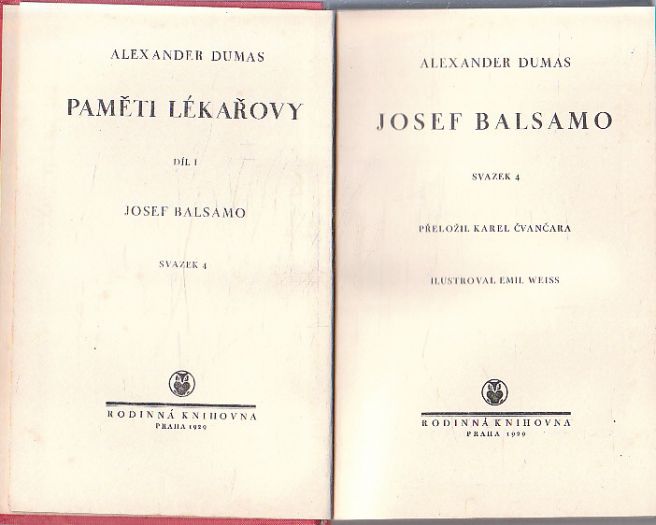 ALEXANDER DUMAS
PAMĚTI LÉKAŘOVY
DÍL I
JOSEF BALSAMO
SVAZEK 4
RODINNÁ KNIHOVNA
PRAHA 1929
ALEXANDER DUMAS
JOSEF BALSAMO
SVAZEK 4
PŘELOŽIL KAREL ČVANČARA
ILUSTROVAL EMIL WEISS
RODINNÁ KNIHOVNA
PRAHA 1929